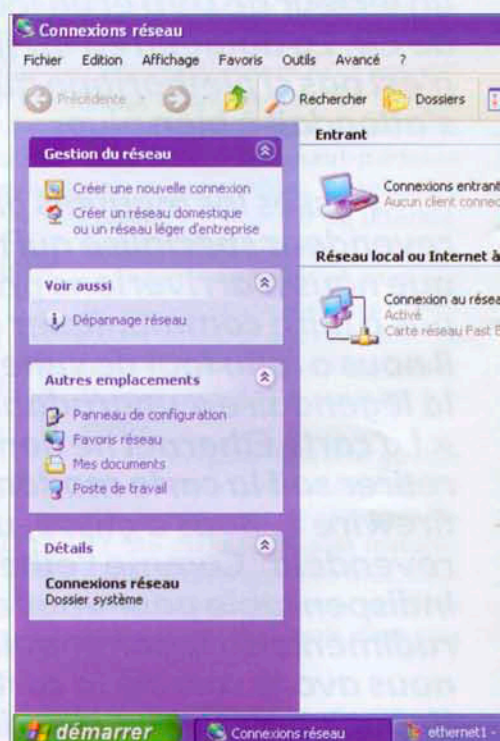 Connexions réseau
Fichier Edition Affichage Favoris Outils Avancé ?
Précédente Rechercher Dossiers
Gestion du réseau
Créer une nouvelle connexion
Créer un réseau domestique
ou un réseau léger d'entreprise
Voir aussi
Dépannage réseau
Autres emplacements
Panneau de configuration
Favoris réseau
Mes documents
Poste de travail
Détails
Connexions réseau
Dossier système
Entrant
Connexions entrant
Aucun client connec
Réseau local ou Internet à
Connexion au résea
Activé
Carte réseau Fast E
démarrer Connexions réseau ethernet1 -